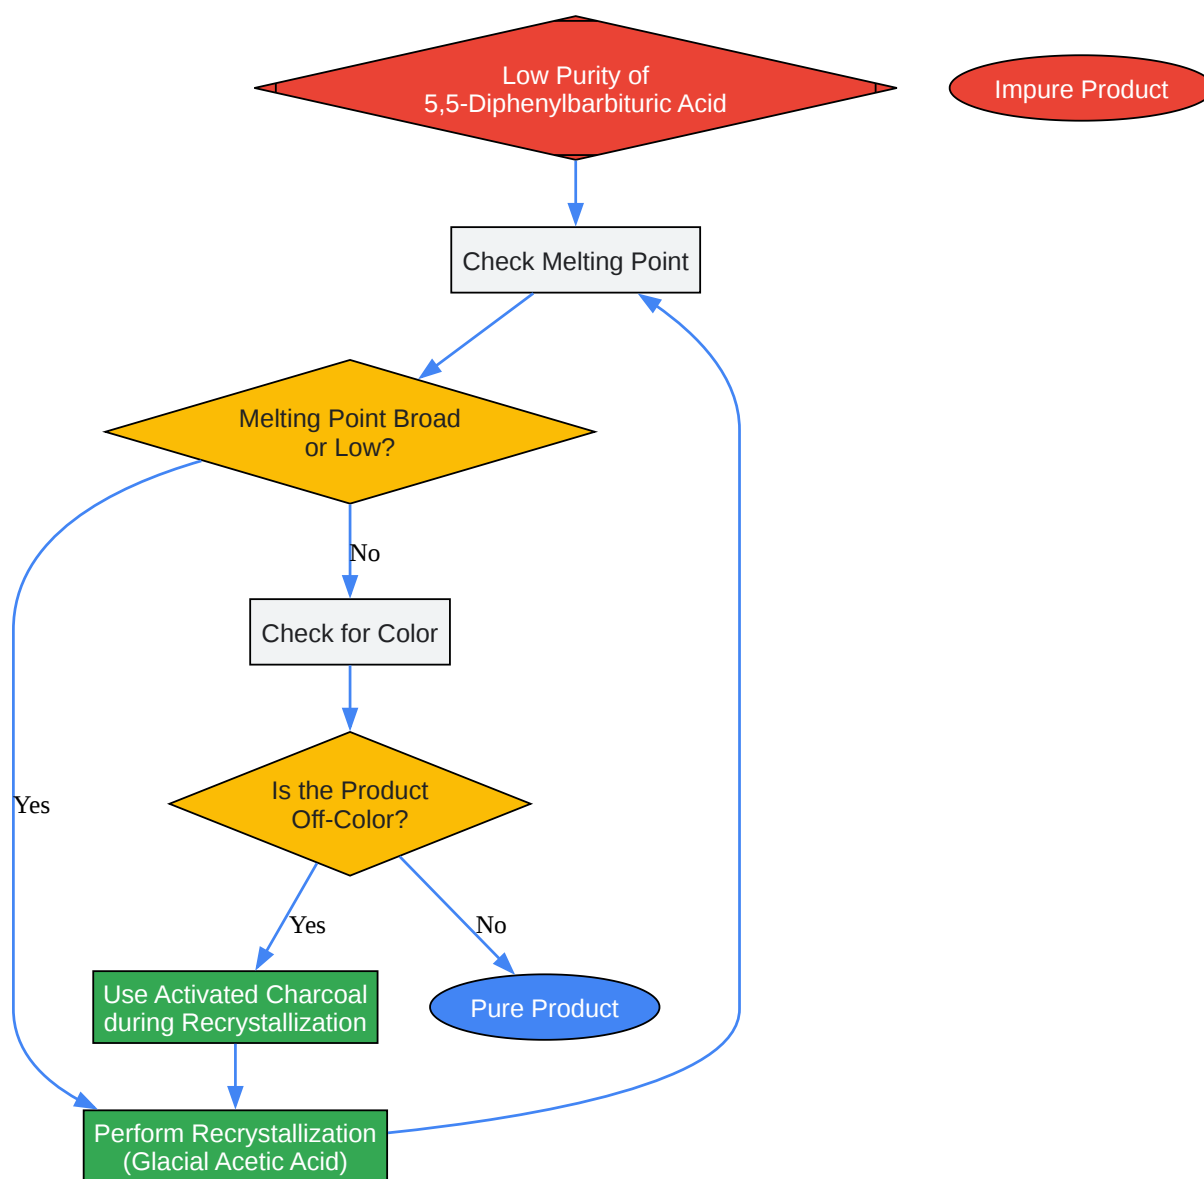 Low Purity of
5,5-Diphenylbarbituric Acid
Impure Product
Check Melting Point
Melting Point Broad
or Low?
No
Check for Color
Is the Product
Off-Color?
Yes
Yes
No
Use Activated Charcoal
during Recrystallization
Pure Product
Perform Recrystallization
(Glacial Acetic Acid)